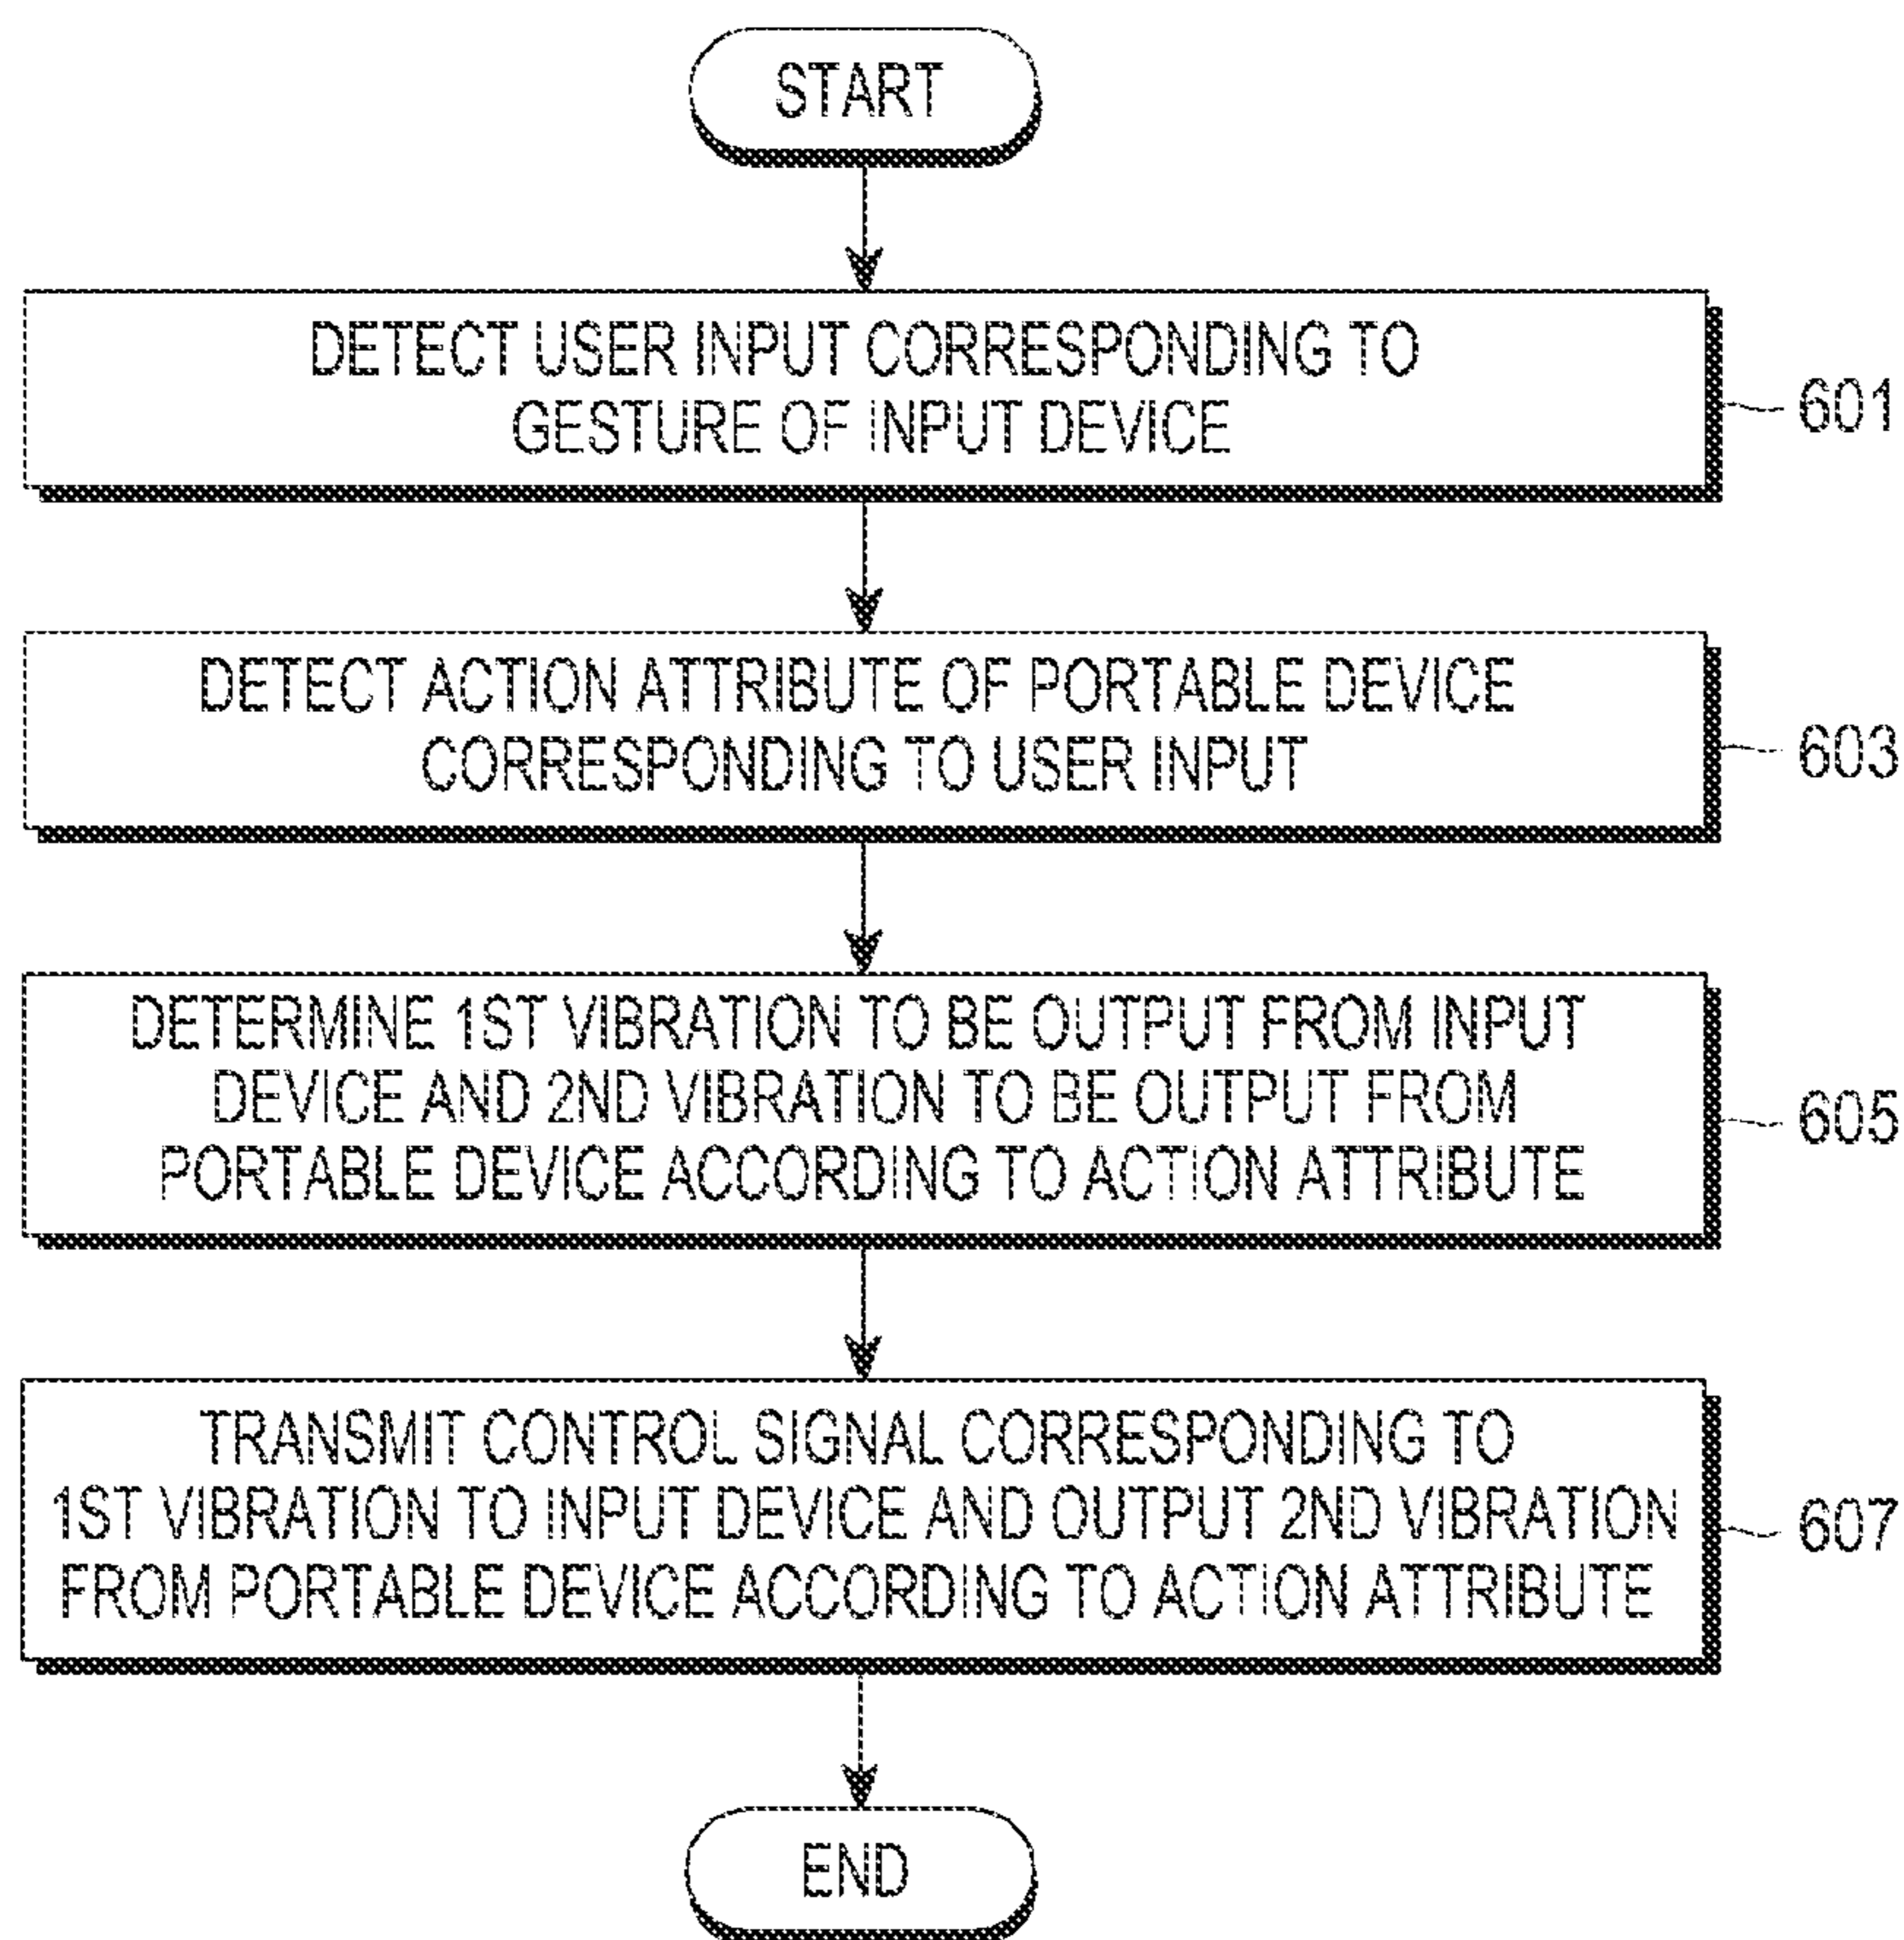 START
DETECT USER INPUT CORRESPONDING TO
GESTURE OF INPUT DEVICE
601
DETECT ACTION ATTRIBUTE OF PORTABLE DEVICE
CORRESPONDING TO USER INPUT
603
DETERMINE 1ST VIBRATION TO BE OUTPUT FROM INPUT
DEVICE AND 2ND VIBRATION TO BE OUTPUT FROM
PORTABLE DEVICE ACCORDING TO ACTION ATTRIBUTE
605
TRANSMIT CONTROL SIGNAL CORRESPONDING TO
1ST VIBRATION TO INPUT DEVICE AND OUTPUT 2ND VIBRATION
FROM PORTABLE DEVICE ACCORDING TO ACTION ATTRIBUTE
607
END